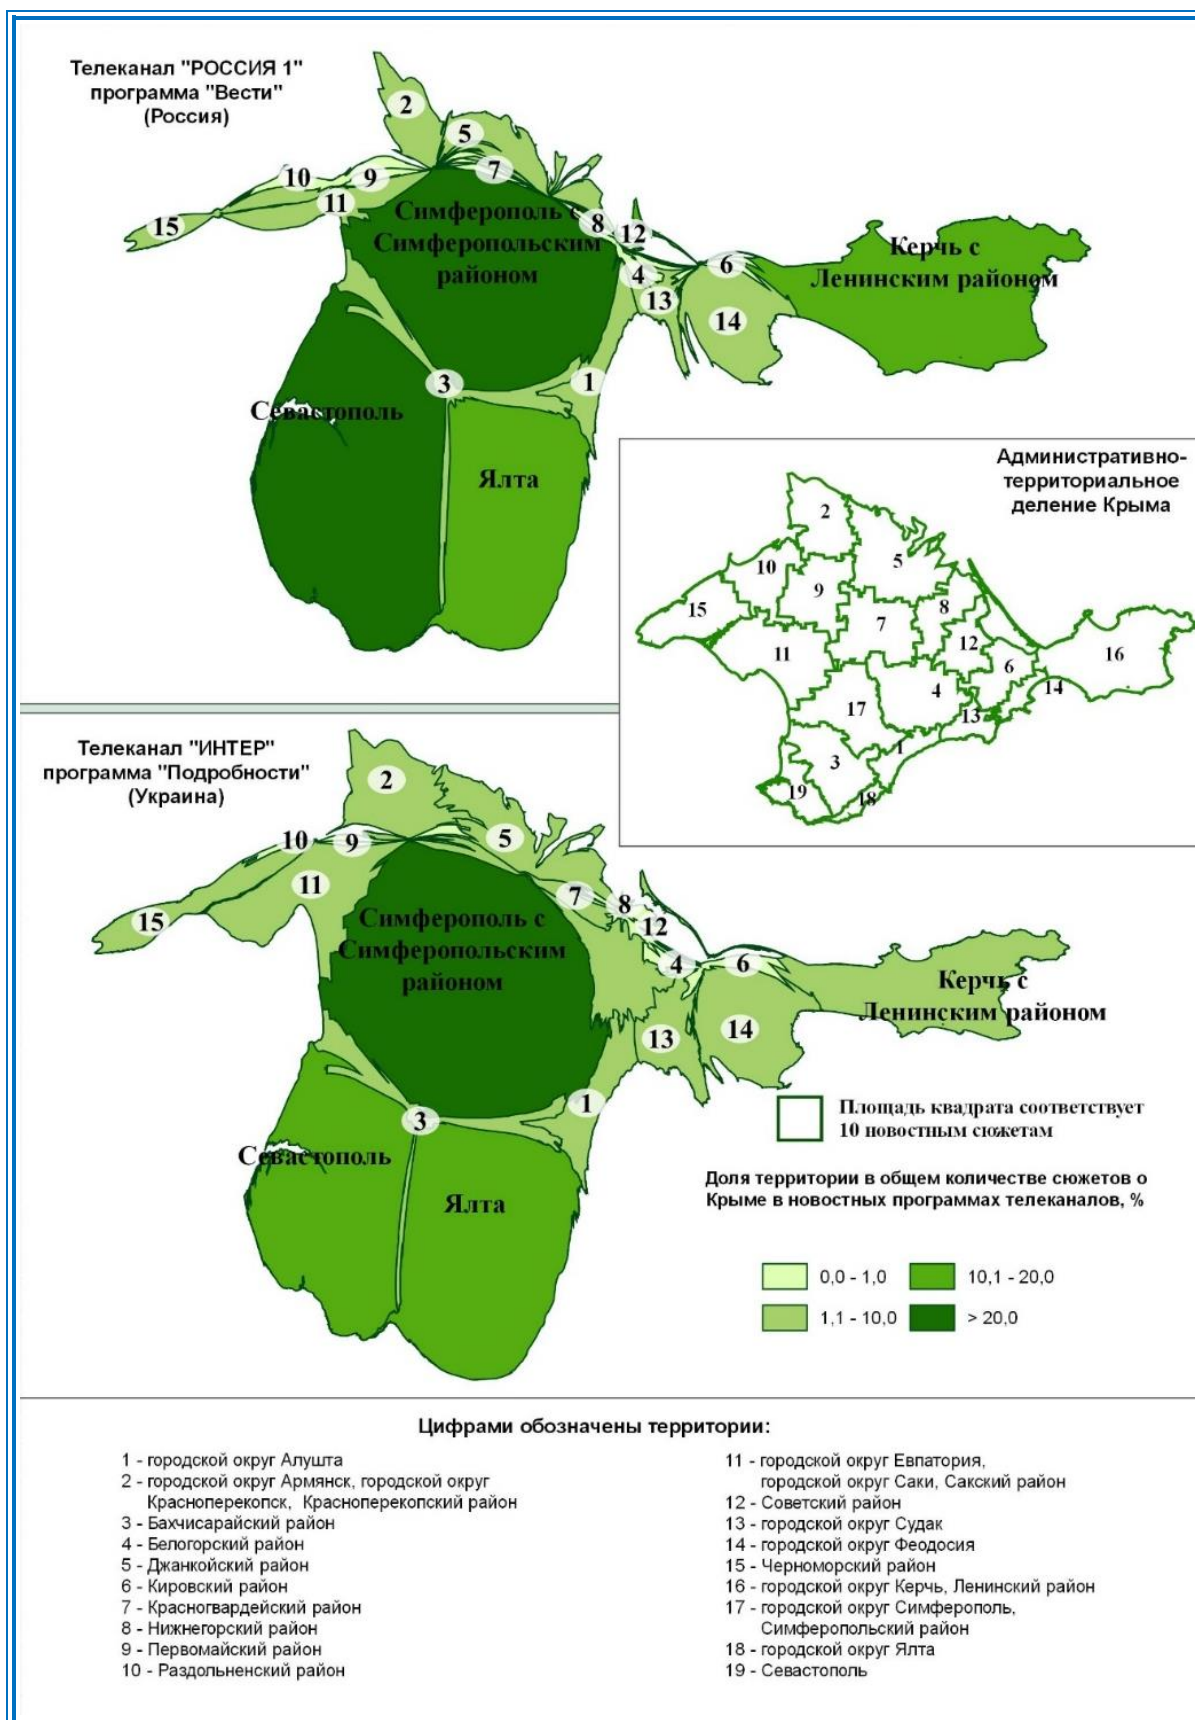 Телеканал "РОССИЯ 1"
программа "Вести"
(Россия)
2
5
7
10
9
11
15
Симферополь с
Симферопольским
районом
8
12
4
13
6
14
Керчь с
Ленинским районом
3
1
Севастополь
Ялта
Административно-
территориальное
деление Крыма
2
10
5
9
15
8
7
12
11
6
16
4
14
17
13
1
3
19
18
Телеканал "ИНТЕР"
программа "Подробности"
(Украина)
2
10
9
5
11
7
8
15
12
Симферополь с
Симферопольским
районом
4
6
Керчь с
Ленинским районом
13
14
1
3
Севастополь
Ялта
Площадь квадрата соответствует
10 новостным сюжетам
Доля территории в общем количестве сюжетов о
Крыме в новостных программах телеканалов, %
0,0 - 1,0
10,1 - 20,0
1,1 - 10,0
> 20,0
Цифрами обозначены территории:
1 - городской округ Алушта
2 - городской округ Армянск, городской округ
Красноперекопск, Красноперекопский район
3 - Бахчисарайский район
4 - Белогорский район
5 - Джанкойский район
6 - Кировский район
7 - Красногвардейский район
8 - Нижнегорский район
9 - Первомайский район
10 - Раздольненский район
11 - городской округ Евпатория,
городской округ Саки, Сакский район
12 - Советский район
13 - городской округ Судак
14 - городской округ Феодосия
15 - Черноморский район
16 - городской округ Керчь, Ленинский район
17 - городской округ Симферополь,
Симферопольский район
18 - городской округ Ялта
19 - Севастополь